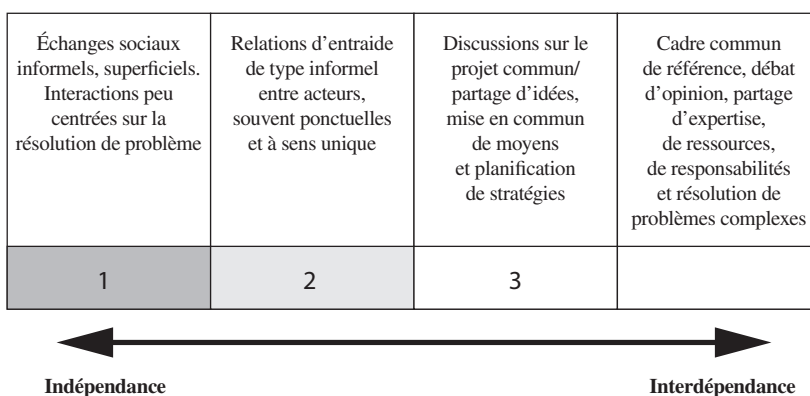 Échanges sociaux
informels, superficiels.
Interactions peu
centrées sur la
résolution de problème
Relations d'entraide
de type informel
entre acteurs,
souvent ponctuelles
et à sens unique
Discussions sur le
projet commun/
partage d'idées,
mise en commun
de moyens
et planification
de stratégies
Cadre commun
de référence, débat
d'opinion, partage
d'expertise,
de ressources,
de responsabilités
et résolution de
problèmes complexes
1
2
3
Indépendance
Interdépendance